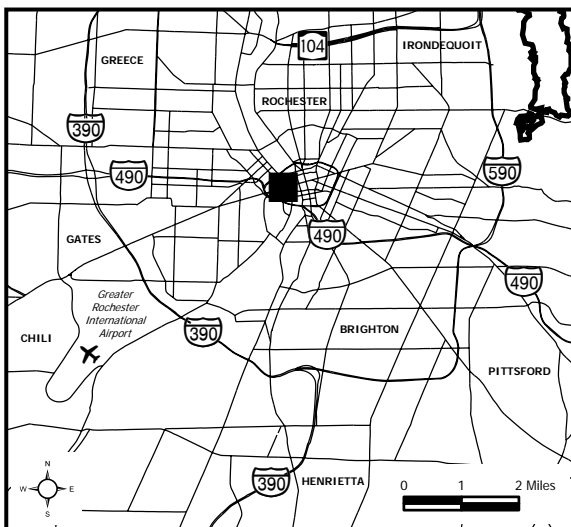 104
IRONDEQUOIT
GREECE
ROCHESTER
390
590
490
490
GATES
490
Greater
Rochester
International
Airport
390
BRIGHTON
CHILI
PITTSFORD
N
W
E
S
390
HENRIETTA
0 1 2 Miles